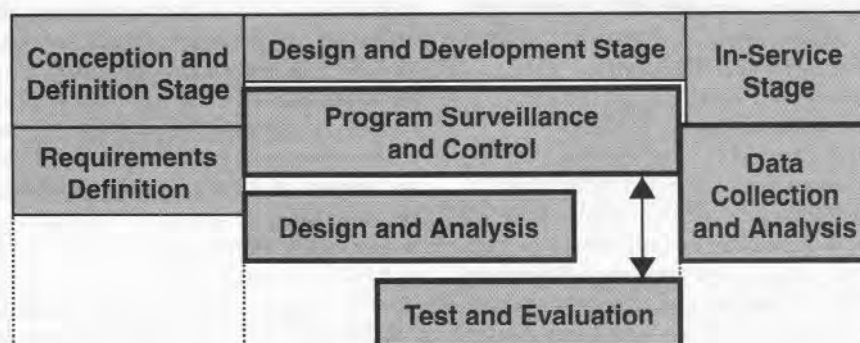 Conception and
Definition Stage
Design and Development Stage
In-Service
Stage
Requirements
Definition
Program Surveillance
and Control
Data
Collection
and Analysis
Design and Analysis
Test and Evaluation